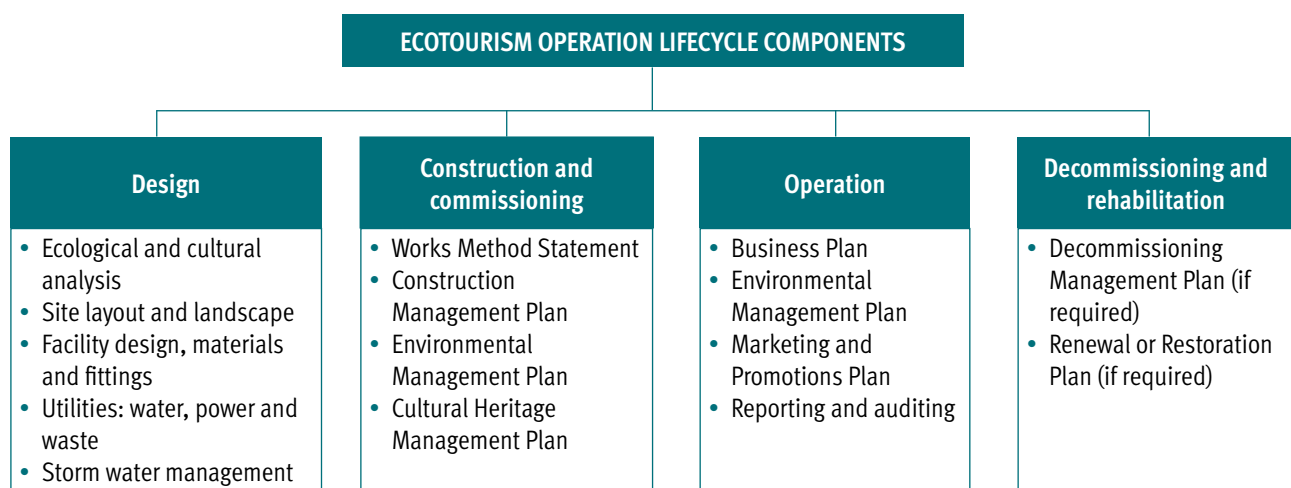 ECOTOURISM OPERATION LIFECYCLE COMPONENTS
Design
• Ecological and cultural
analysis
• Site layout and landscape
• Facility design, materials
and fittings
• Utilities: water, power and
waste
• Storm water management
Construction and
commissioning
• Works Method Statement
• Construction
Management Plan
• Environmental
Management Plan
• Cultural Heritage
Management Plan
Operation
• Business Plan
• Environmental
Management Plan
• Marketing and
Promotions Plan
• Reporting and auditing
Decommissioning and
rehabilitation
• Decommissioning
Management Plan (if
required)
• Renewal or Restoration
Plan (if required)